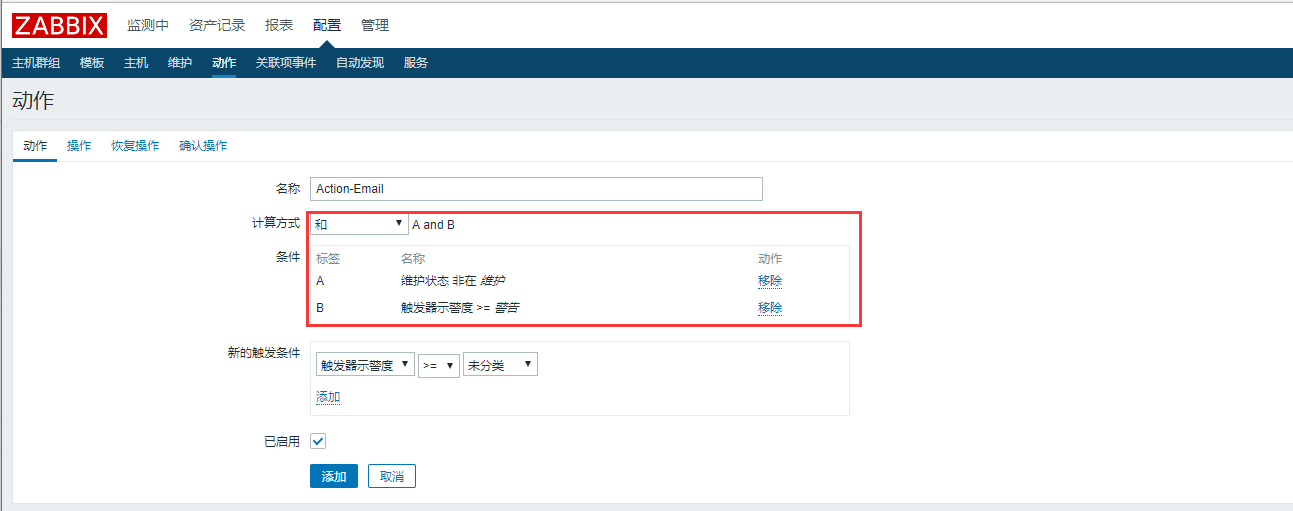 ZABBIX 监测中 资产记录 报表 配置 管理
主机群组 模板 主机 维护 动作 关联项事件 自动发现 服务
动作
动作 操作 恢复操作 确认操作
名称 Action-Email
计算方式 和 A and B
条件 标签 名称 动作
A 维护状态 非在 维护 移除
B 触发器示警度 >= 警告 移除
新的触发条件 触发器示警度 >= 未分类
添加
已启用
添加 取消